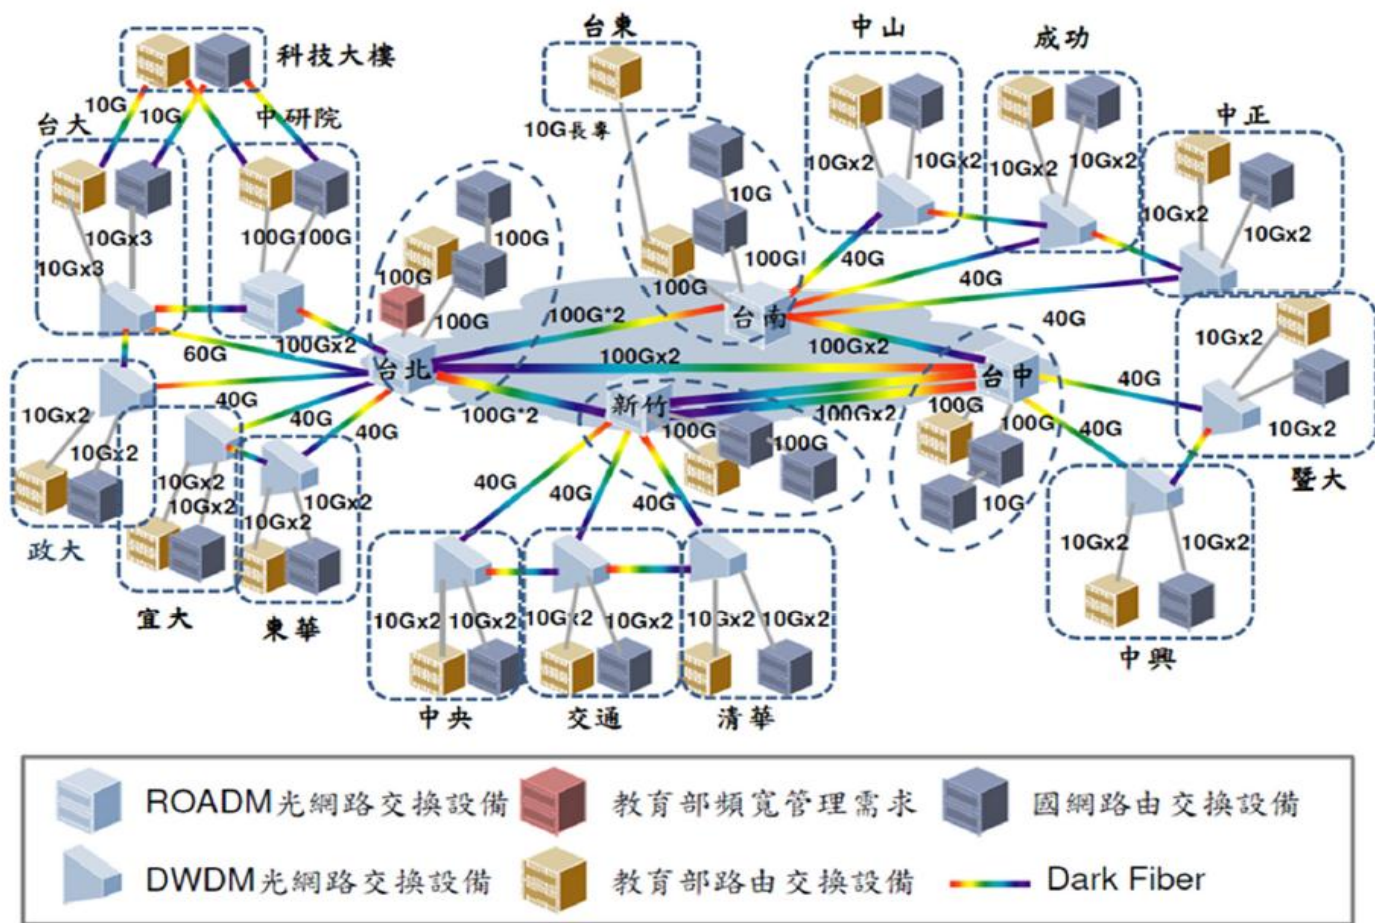 科技大樓
台東
中山
成功
10G
10G
台大
中研院
10G長專
中正
10Gx2
10Gx2
10Gx2
10Gx2
10Gx2
10Gx2
10G
10Gx3
10Gx3
100G
100G
100G
100G
100G
100G
100G
40G
40G
40G
60G
100Gx2
100G*2
台南
台北
100Gx2
100Gx2
台中
新竹
100G*2
100Gx2
100G
100G
100G
100G
40G
40G
40G
40G
40G
10Gx2
10Gx2
10Gx2
10Gx2
暨大
10Gx2
10Gx2
10Gx2
10Gx2
政大
宜大
東華
40G
40G
40G
10G
10Gx2
10Gx2
10Gx2
10Gx2
10Gx2
10Gx2
10Gx2
10Gx2
中央
交通
清華
中興
ROADM光網路交換設備
教育部頻寬管理需求
國網路由交換設備
DWDM光網路交換設備
教育部路由交換設備
Dark Fiber